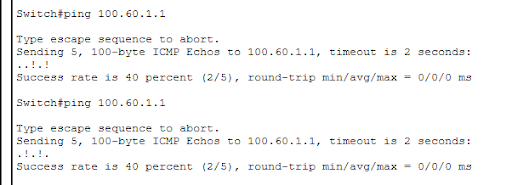 Switch#ping 100.60.1.1
Type escape sequence to abort.
Sending 5, 100-byte ICMP Echos to 100.60.1.1, timeout is 2 seconds:
..!.!
Success rate is 40 percent (2/5), round-trip min/avg/max = 0/0/0 ms
Switch#ping 100.60.1.1
Type escape sequence to abort.
Sending 5, 100-byte ICMP Echos to 100.60.1.1, timeout is 2 seconds:
.!.!.
Success rate is 40 percent (2/5), round-trip min/avg/max = 0/0/0 ms